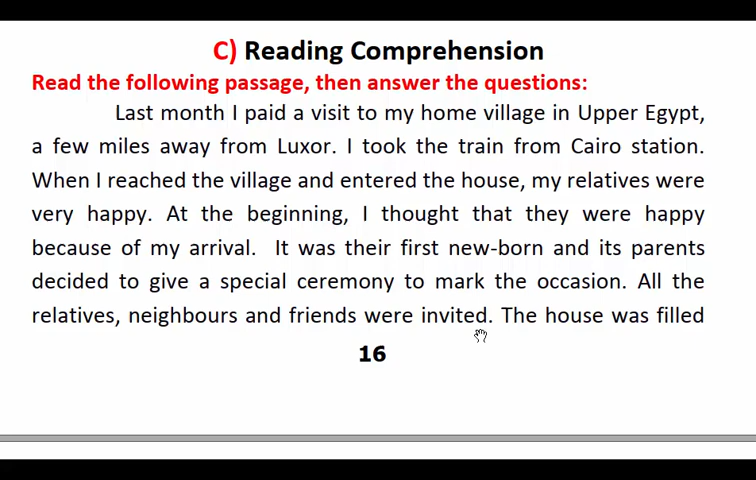 C) Reading Comprehension
Read the following passage, then answer the questions:
Last month I paid a visit to my home village in Upper Egypt,
a few miles away from Luxor. I took the train from Cairo station.
When I reached the village and entered the house, my relatives were
very happy. At the beginning, I thought that they were happy
because of my arrival. It was their first new-born and its parents
decided to give a special ceremony to mark the occasion. All the
relatives, neighbours and friends were invited. The house was filled
16